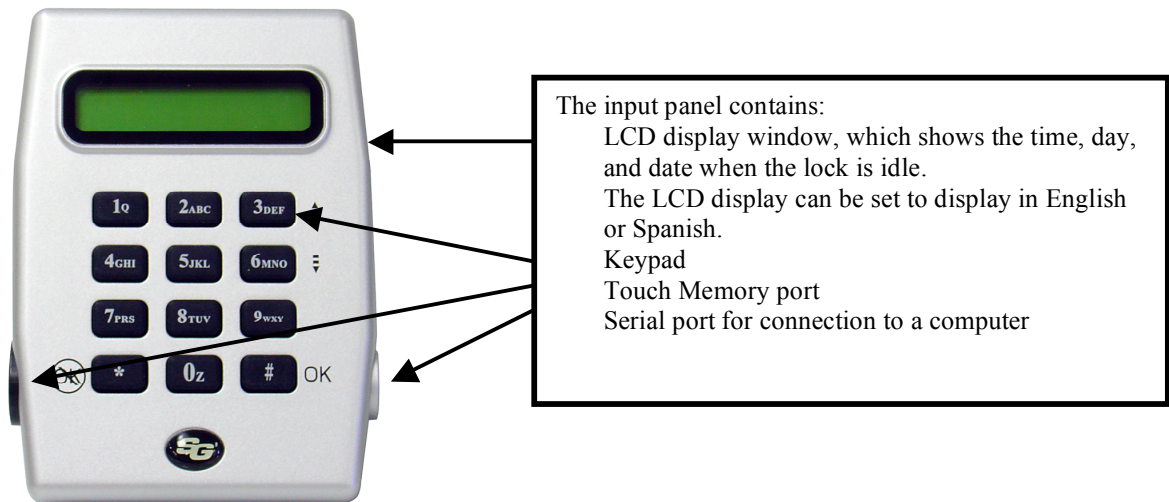 The input panel contains:
LCD display window, which shows the time, day,
and date when the lock is idle.
The LCD display can be set to display in English
or Spanish.
Keypad
Touch Memory port
Serial port for connection to a computer
1Q 2ABC 3DEF
4GHI 5JKL 6MNO
7PRS 8TUV 9WXY
OK * 0Z # OK
SG